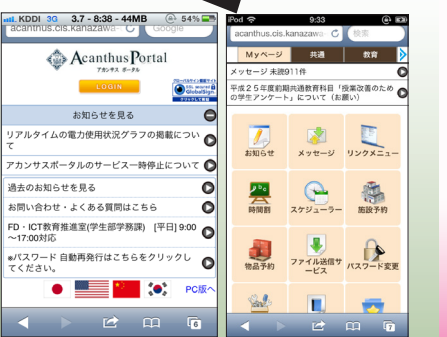 KDDI 3G 3.7 - 8:38 - 44MB 54%
acanthus.cis.kanazawa- Google
Acanthus Portal
アカンサス ポータル
LOGIN
SSL secured
GlobalSign
お知らせを見る
リアルタイムの電力使用状況グラフの掲載につい
て
アカンサスポータルのサービス一時停止について
過去のお知らせを見る
お問い合わせ・よくある質問はこちら
FD・ICT教育推進室(学生部学務課) [平日] 9:00
～17:00対応
※パスワード 自動再発行はこちらをクリックし
てください。
PC版へ
6
iPod 9:33
acanthus.cis.kanazawa- 検索
Myページ 共通 教育
メッセージ 未読911件
平成２５年度前期共通教育科目「授業改善のため
の学生アンケート」について（お願い）
お知らせ メッセージ リンクメニュー
時間割 スケジューラー 施設予約
物品予約 ファイル送信サ
ービス パスワード変更
7